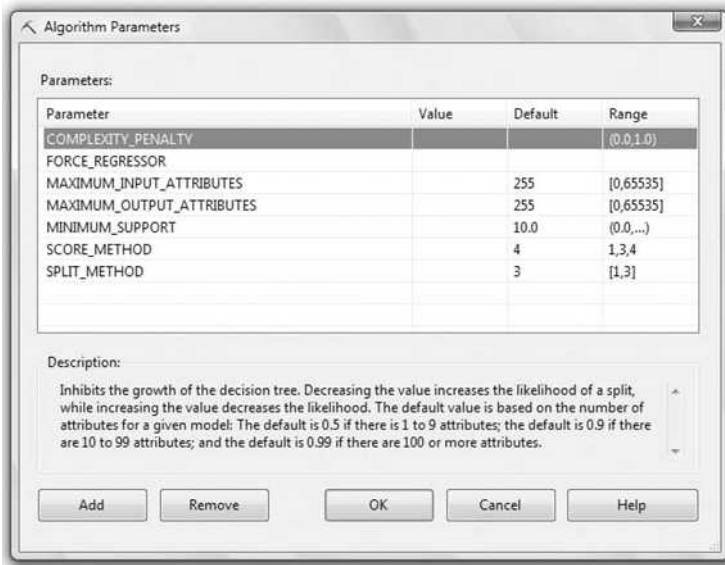 Algorithm Parameters
Parameters:
Parameter Value Default Range
COMPLEXITY_PENALTY (0.0,1.0)
FORCE_REGRESSOR
MAXIMUM_INPUT_ATTRIBUTES 255 [0,65535]
MAXIMUM_OUTPUT_ATTRIBUTES 255 [0,65535]
MINIMUM_SUPPORT 10.0 (0.0,...)
SCORE_METHOD 4 1,3,4
SPLIT_METHOD 3 [1,3]
Description:
Inhibits the growth of the decision tree. Decreasing the value increases the likelihood of a split,
while increasing the value decreases the likelihood. The default value is based on the number of
attributes for a given model: The default is 0.5 if there is 1 to 9 attributes; the default is 0.9 if there
are 10 to 99 attributes; and the default is 0.99 if there are 100 or more attributes.
Add Remove OK Cancel Help